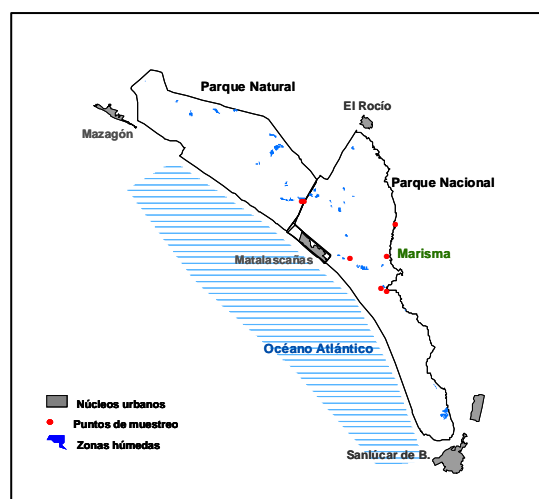 Parque Natural
El Rocío
Mazagón
Parque Nacional
Marisma
Matalascañas
Océano Atlántico
Núcleos urbanos
Puntos de muestreo
Zonas húmedas
Sanlúcar de B.